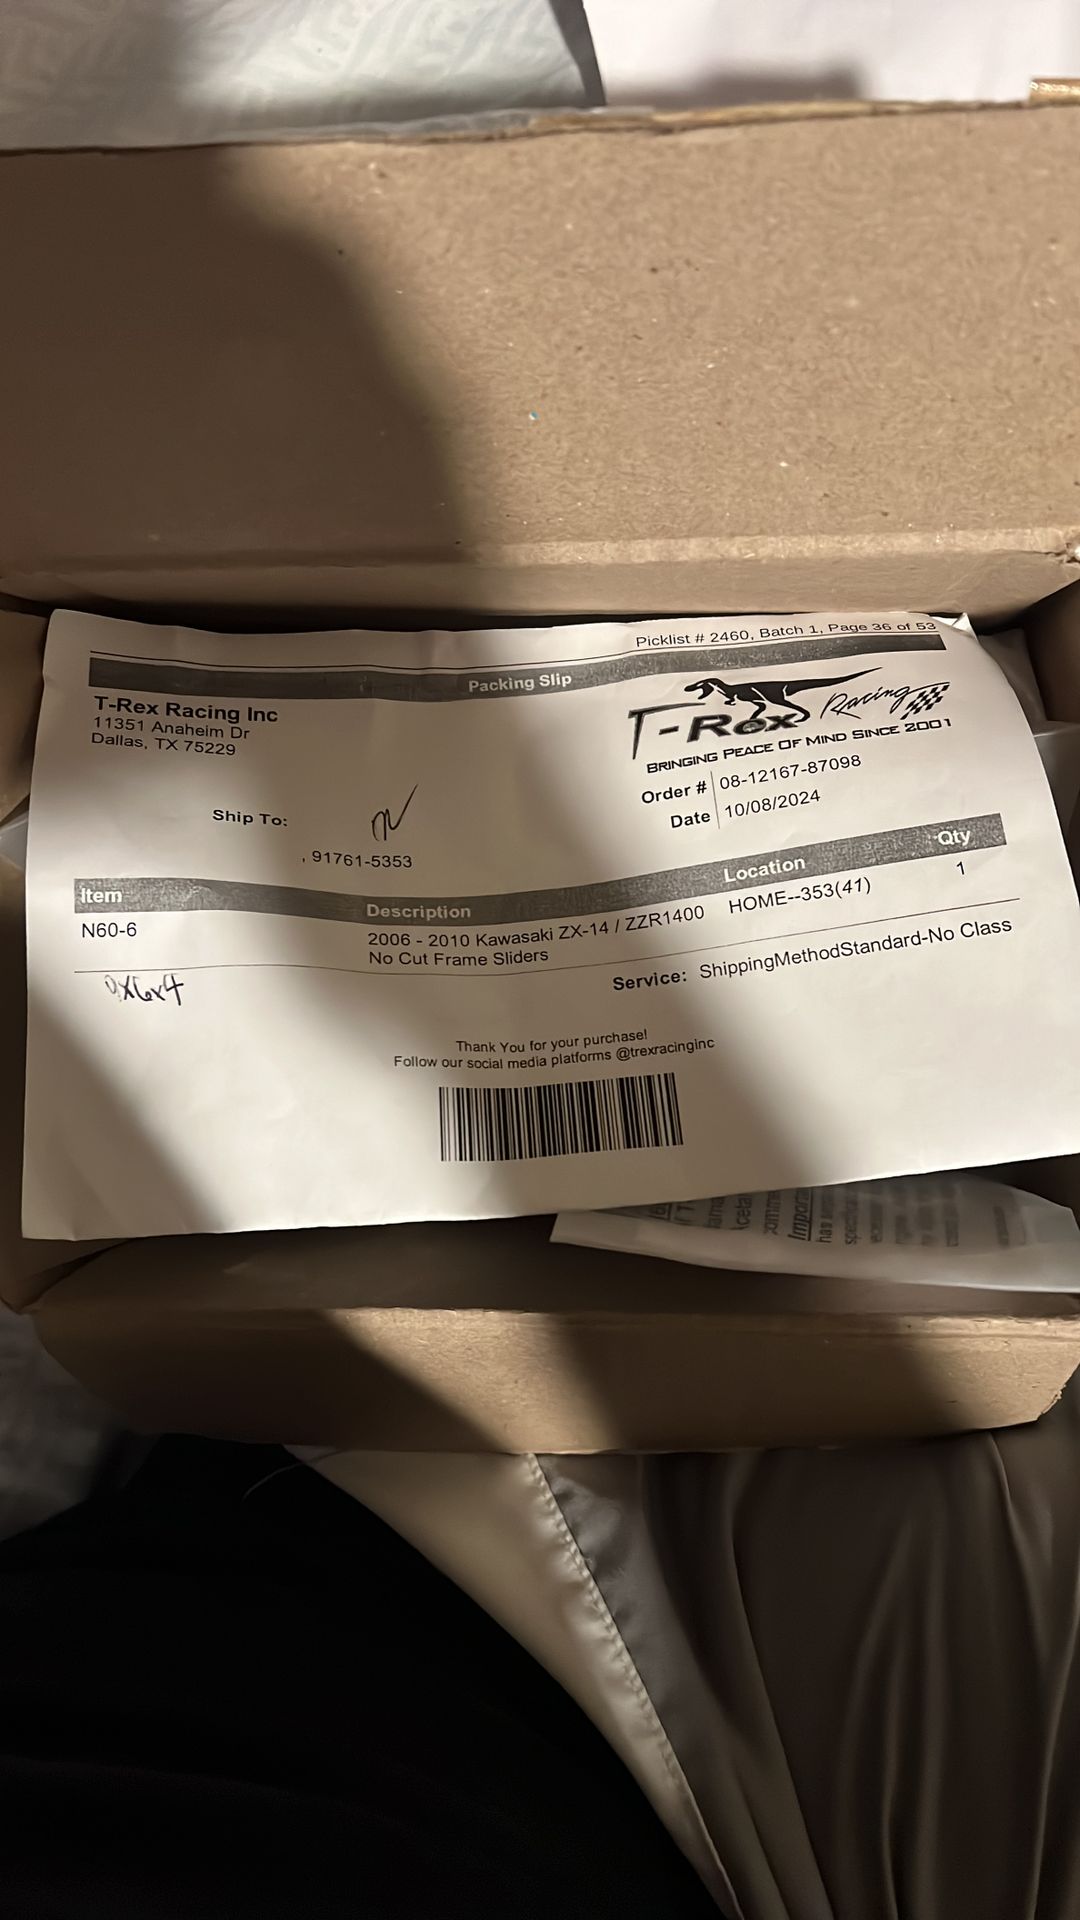 Picklist # 2460, Batch 1, Page 36 of 53
Packing Slip
T-Rex Racing Inc
11351 Anaheim Dr
Dallas, TX 75229
T-Rex Racing
BRINGING PEACE OF MIND SINCE 2001
Order # 08-12167-87098
Date 10/08/2024
Ship To:
, 91761-5353
Item Description Location Qty
N60-6 2006 - 2010 Kawasaki ZX-14 / ZZR1400 HOME--353(41) 1
No Cut Frame Sliders
9x6x4
Service: ShippingMethodStandard-No Class
Thank You for your purchase!
Follow our social media platforms @trexracinginc